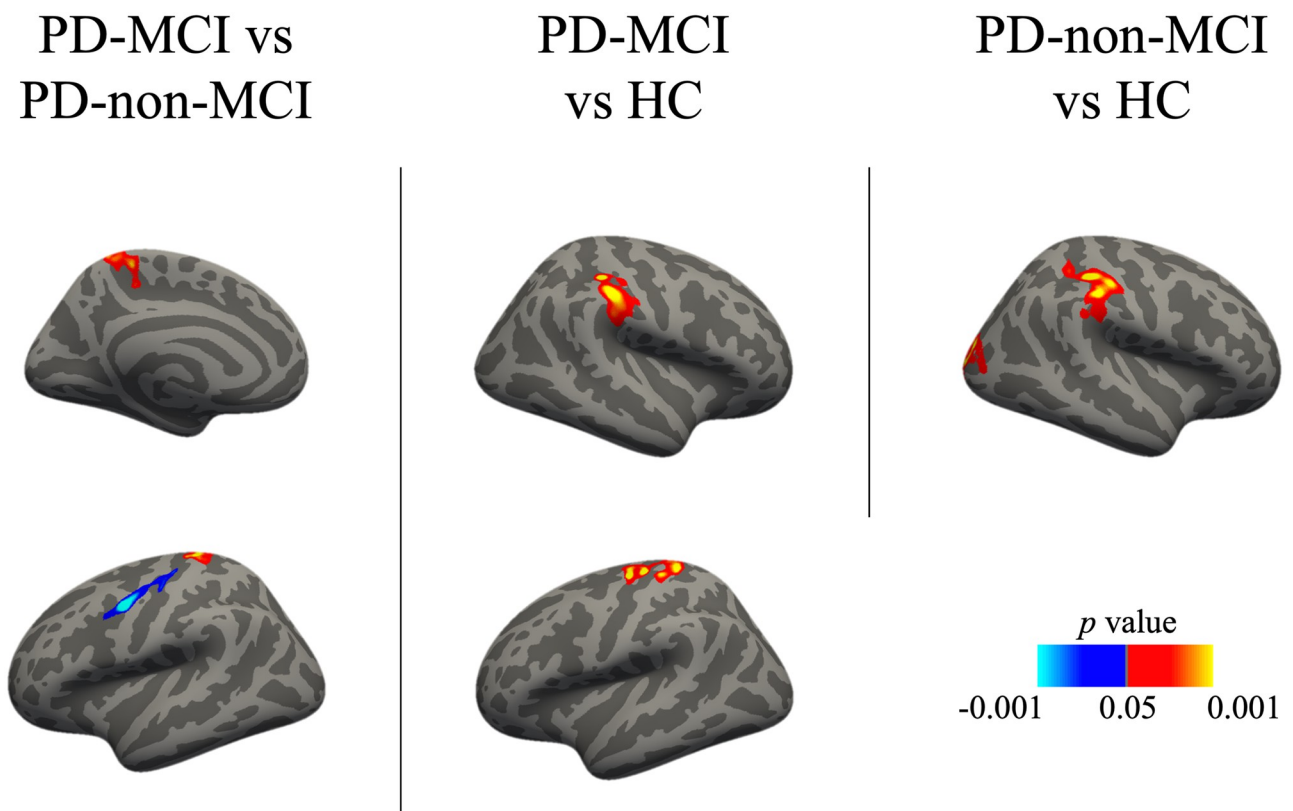 PD-MCI vs
PD-non-MCI
PD-MCI
vs HC
PD-non-MCI
vs HC
p value
-0.001 0.05 0.001